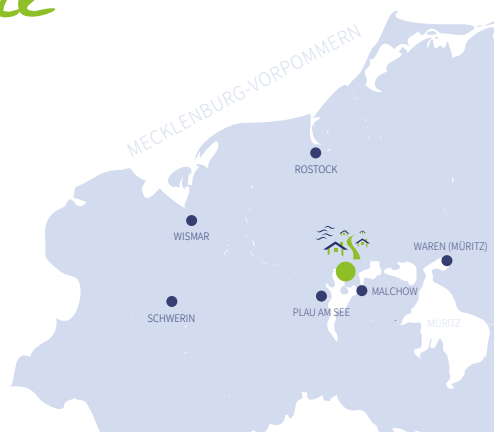 MECKLENBURG-VORPOMMERN
ROSTOCK
WISMAR
WAREN (MÜRITZ)
MALCHOW
PLAU AM SEE
SCHWERIN
MÜRITZ